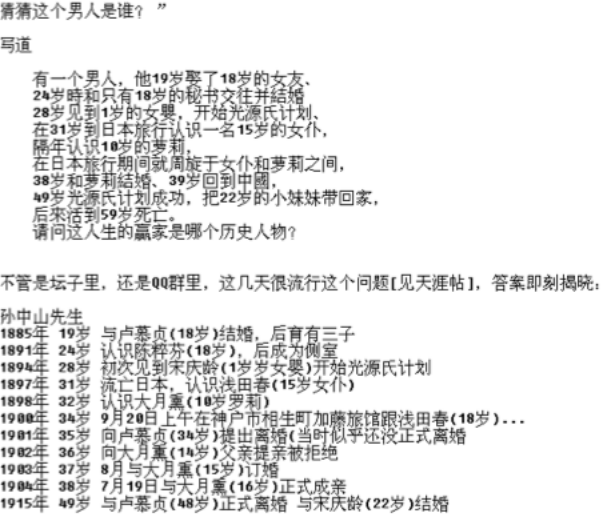 猜猜这个男人是谁？ ”
写道
有一个男人，他19岁娶了18岁的女友、
24岁時和只有18岁的秘书交往并結婚
28岁见到1岁的女嬰，开始光源氏计划、
在31岁到日本旅行认识一名15岁的女仆，
隔年认识10岁的萝莉，
在日本旅行期间就周旋于女仆和萝莉之间，
38岁和萝莉結婚、39岁回到中國，
49岁光源氏计划成功，把22岁的小妹妹带回家，
后來活到59岁死亡。
请问这人生的赢家是哪个历史人物？
不管是坛子里，还是QQ群里，这几天很流行这个问题[见天涯帖]，答案即刻揭晓：
孙中山先生
1885年 19岁 与卢慕贞(18岁)结婚，后育有三子
1891年 24岁 认识陈粹芬(18岁)，后成为侧室
1894年 28岁 初次见到宋庆龄(1岁岁女婴)开始光源氏计划
1897年 31岁 流亡日本，认识浅田春(15岁女仆)
1898年 32岁 认识大月薰(10岁罗莉)
1900年 34岁 9月20日上午在神户市相生町加藤旅馆跟浅田春(18岁)...
1901年 35岁 向卢慕贞(34岁)提出离婚(当时似乎还没正式离婚
1902年 36岁 向大月薰(14岁)父亲提亲被拒绝
1903年 37岁 8月与大月薰(15岁)订婚
1904年 38岁 7月19日与大月薰(16岁)正式成亲
1915年 49岁 与卢慕贞(48岁)正式离婚 与宋庆龄(22岁)结婚